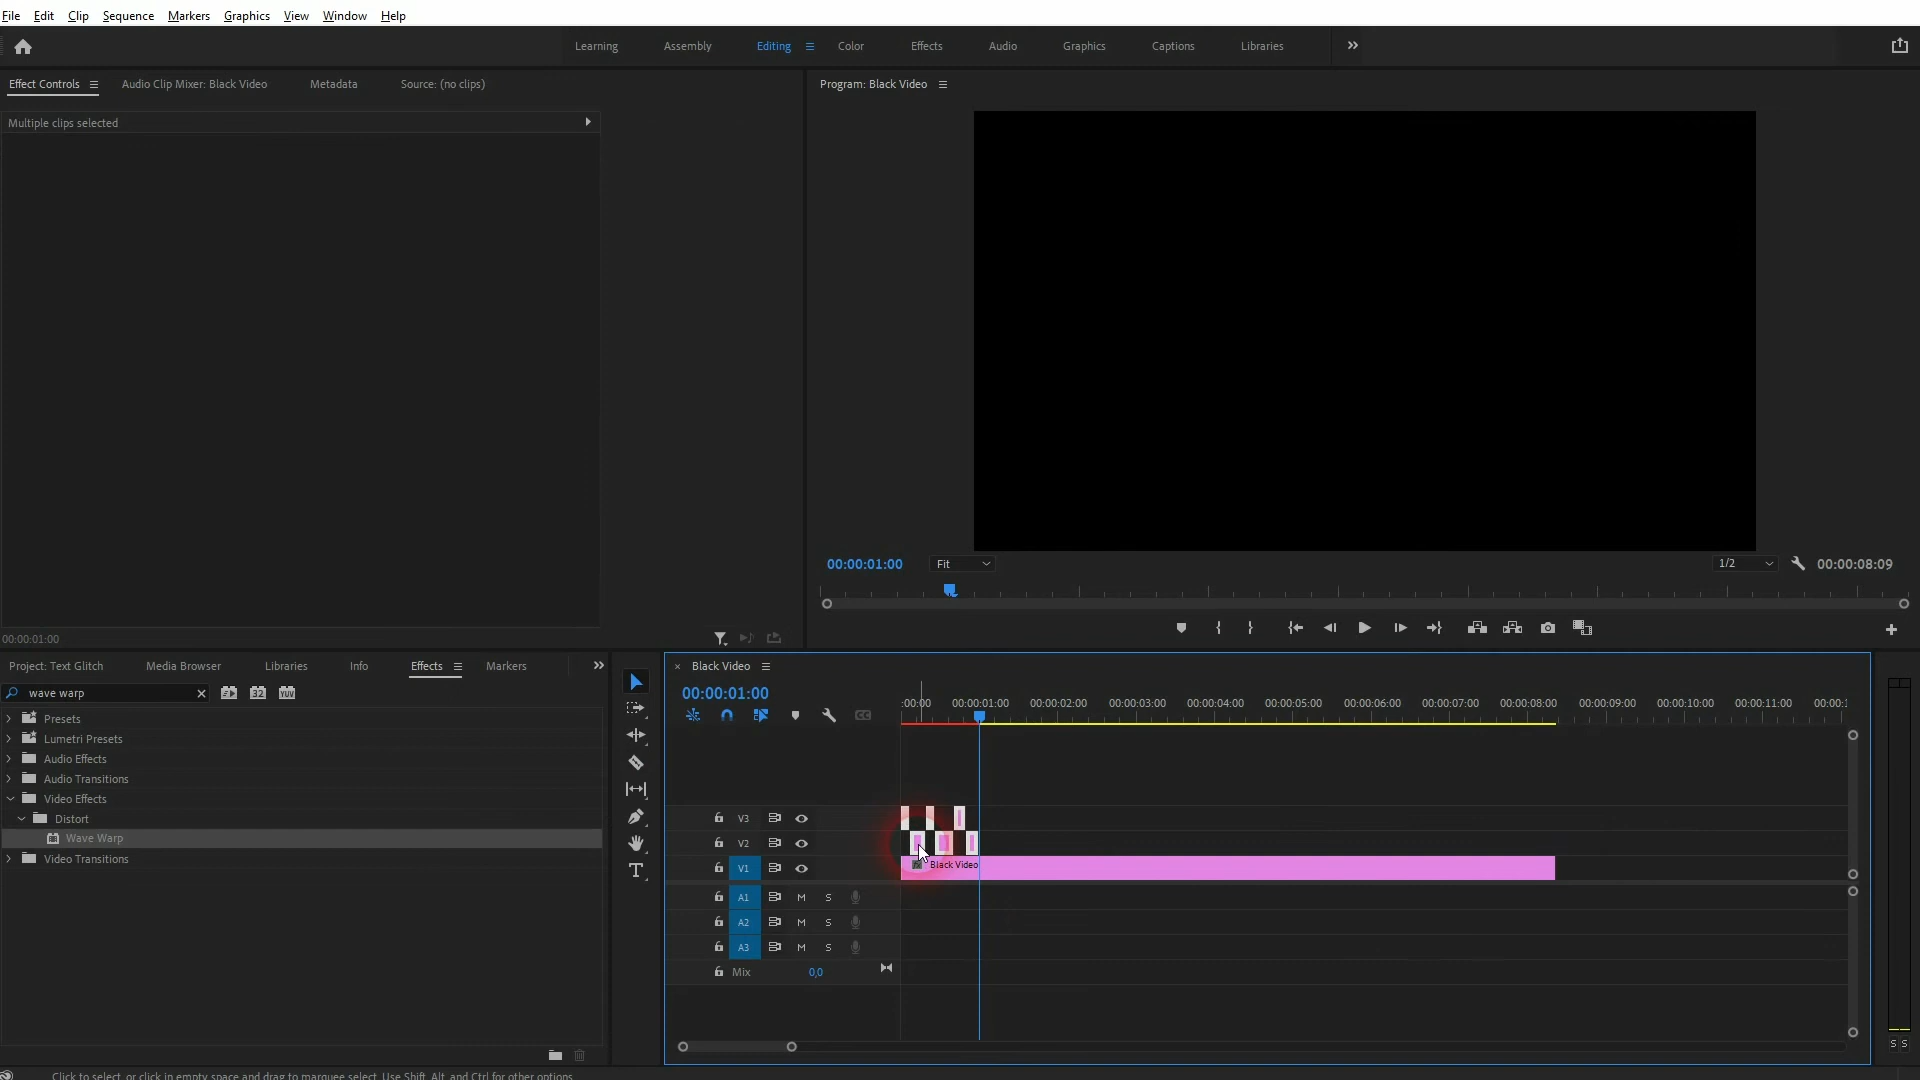 File Edit Clip Sequence Markers Graphics View Window Help
Learning Assembly Editing Color Effects Audio Graphics Captions Libraries
Effect Controls Audio Clip Mixer: Black Video Metadata Source: (no clips)
Program: Black Video
Multiple clips selected
00:00:01:00 Fit 1/2 00:00:08:09
00:00:01:00
Project: Text Glitch Media Browser Libraries Info Effects Markers
Black Video
wave warp
32 YUV
00:00:01:00
:00:00 00:00:01:00 00:00:02:00 00:00:03:00 00:00:04:00 00:00:05:00 00:00:06:00 00:00:07:00 00:00:08:00 00:00:09:00 00:00:10:00 00:00:11:00 00:00:1
Presets
Lumetri Presets
Audio Effects
Audio Transitions
Video Effects
Distort
Wave Warp
Video Transitions
V3
V2
V1
fx Black Video
A1 M S
A2 M S
A3 M S
Mix 0,0
S S
Click to select, or click in empty space and drag to marquee select. Use Shift, Alt, and Ctrl for other options.